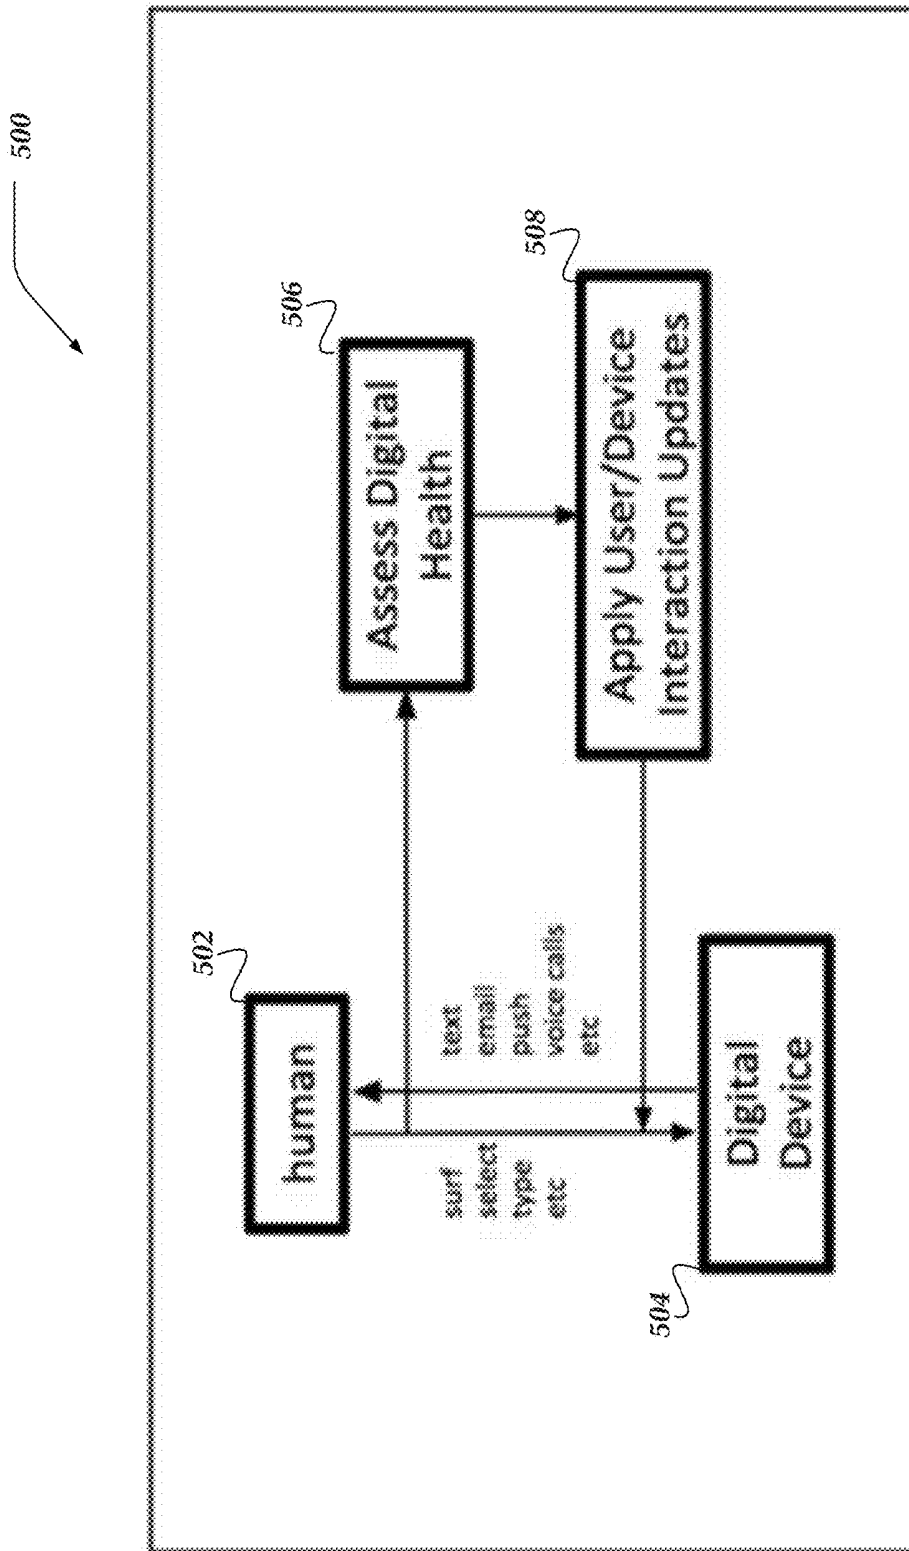 500
502
human
surf
select
type
etc
text
email
push
voice calls
etc
504
Digital
Device
506
Assess Digital
Health
508
Apply User/Device
Interaction Updates